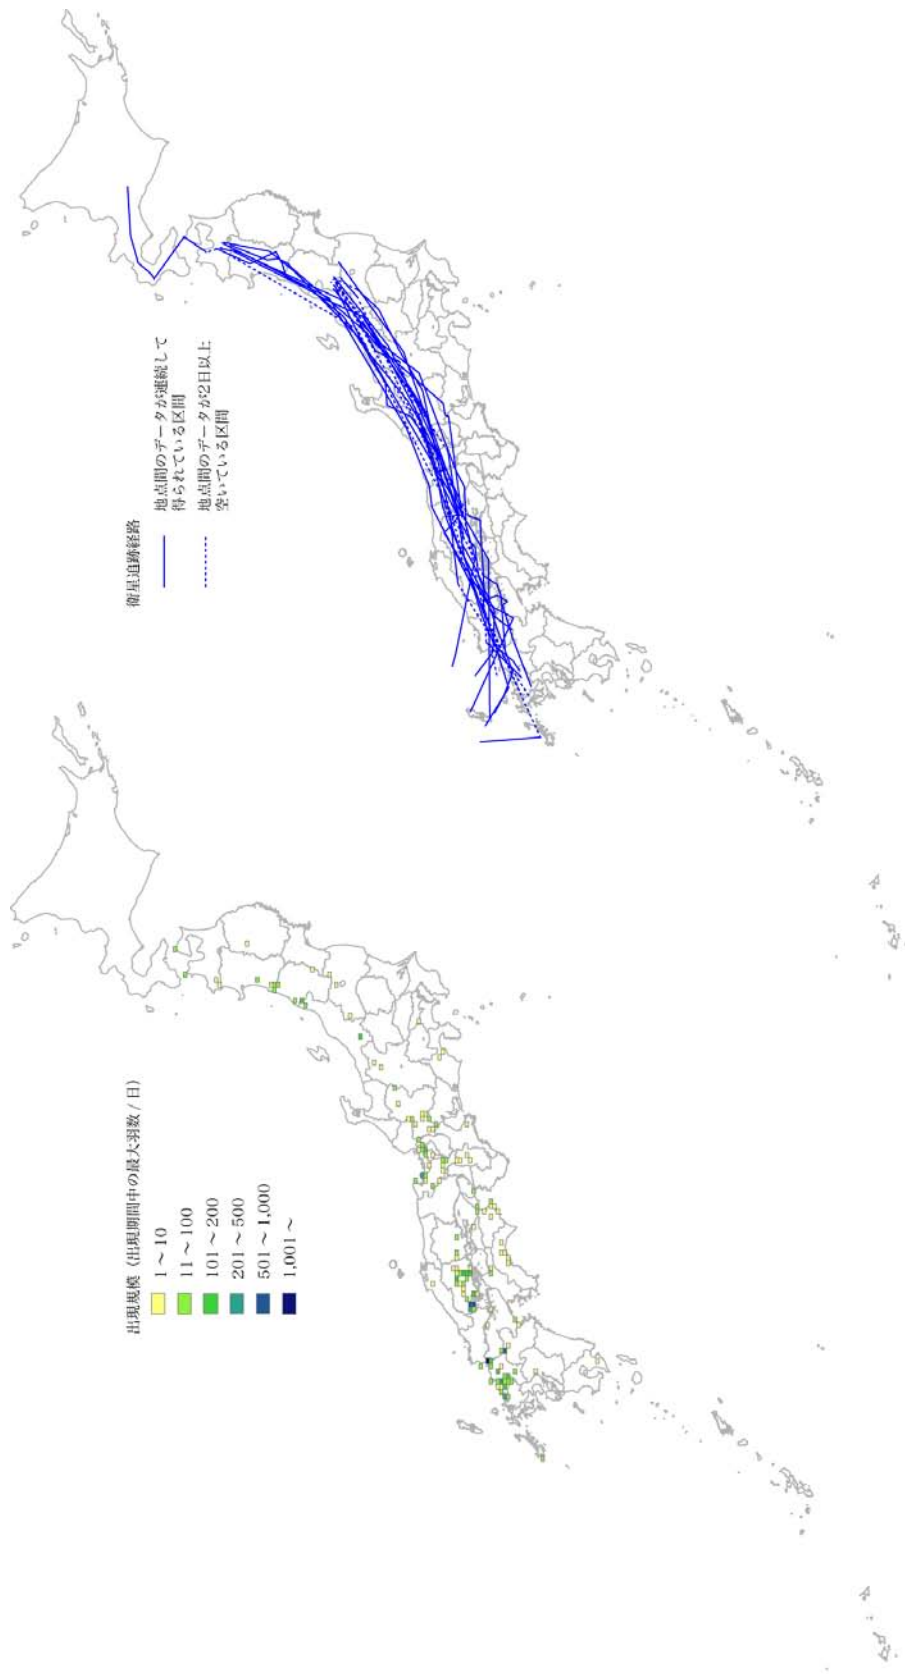 衛星追跡経路
地点間のデータが連続して
得られている区間
地点間のデータが2日以上
空いている区間
出現規模（出現期間中の最大羽数 / 日）
1～10
11～100
101～200
201～500
501～1,000
1,001～